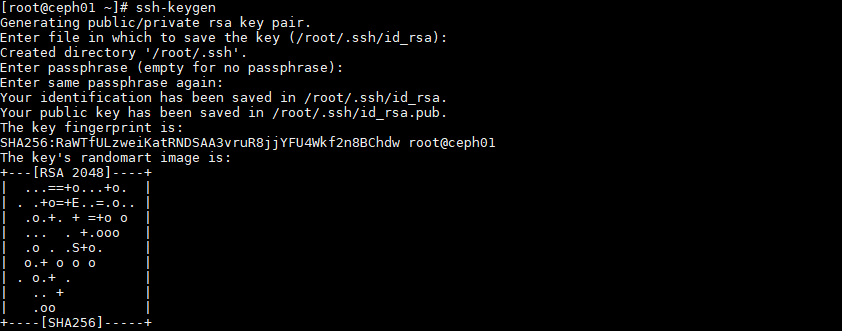 [root@ceph01 ~]# ssh-keygen
Generating public/private rsa key pair.
Enter file in which to save the key (/root/.ssh/id_rsa):
Created directory '/root/.ssh'.
Enter passphrase (empty for no passphrase):
Enter same passphrase again:
Your identification has been saved in /root/.ssh/id_rsa.
Your public key has been saved in /root/.ssh/id_rsa.pub.
The key fingerprint is:
SHA256:RaWTfULzweiKatRNDSAA3vruR8jjYFU4Wkf2n8BChdw root@ceph01
The key's randomart image is:
+---[RSA 2048]----+
|  ...==+o...+o.  |
| . .+o=+E..=.o.. |
|  .o.+. + =+o o  |
|  ...  . +.ooo   |
|  .o . .S+o.     |
|  o.+ o o o      |
| . o.+ .         |
|   .. +          |
|   .oo           |
+----[SHA256]-----+